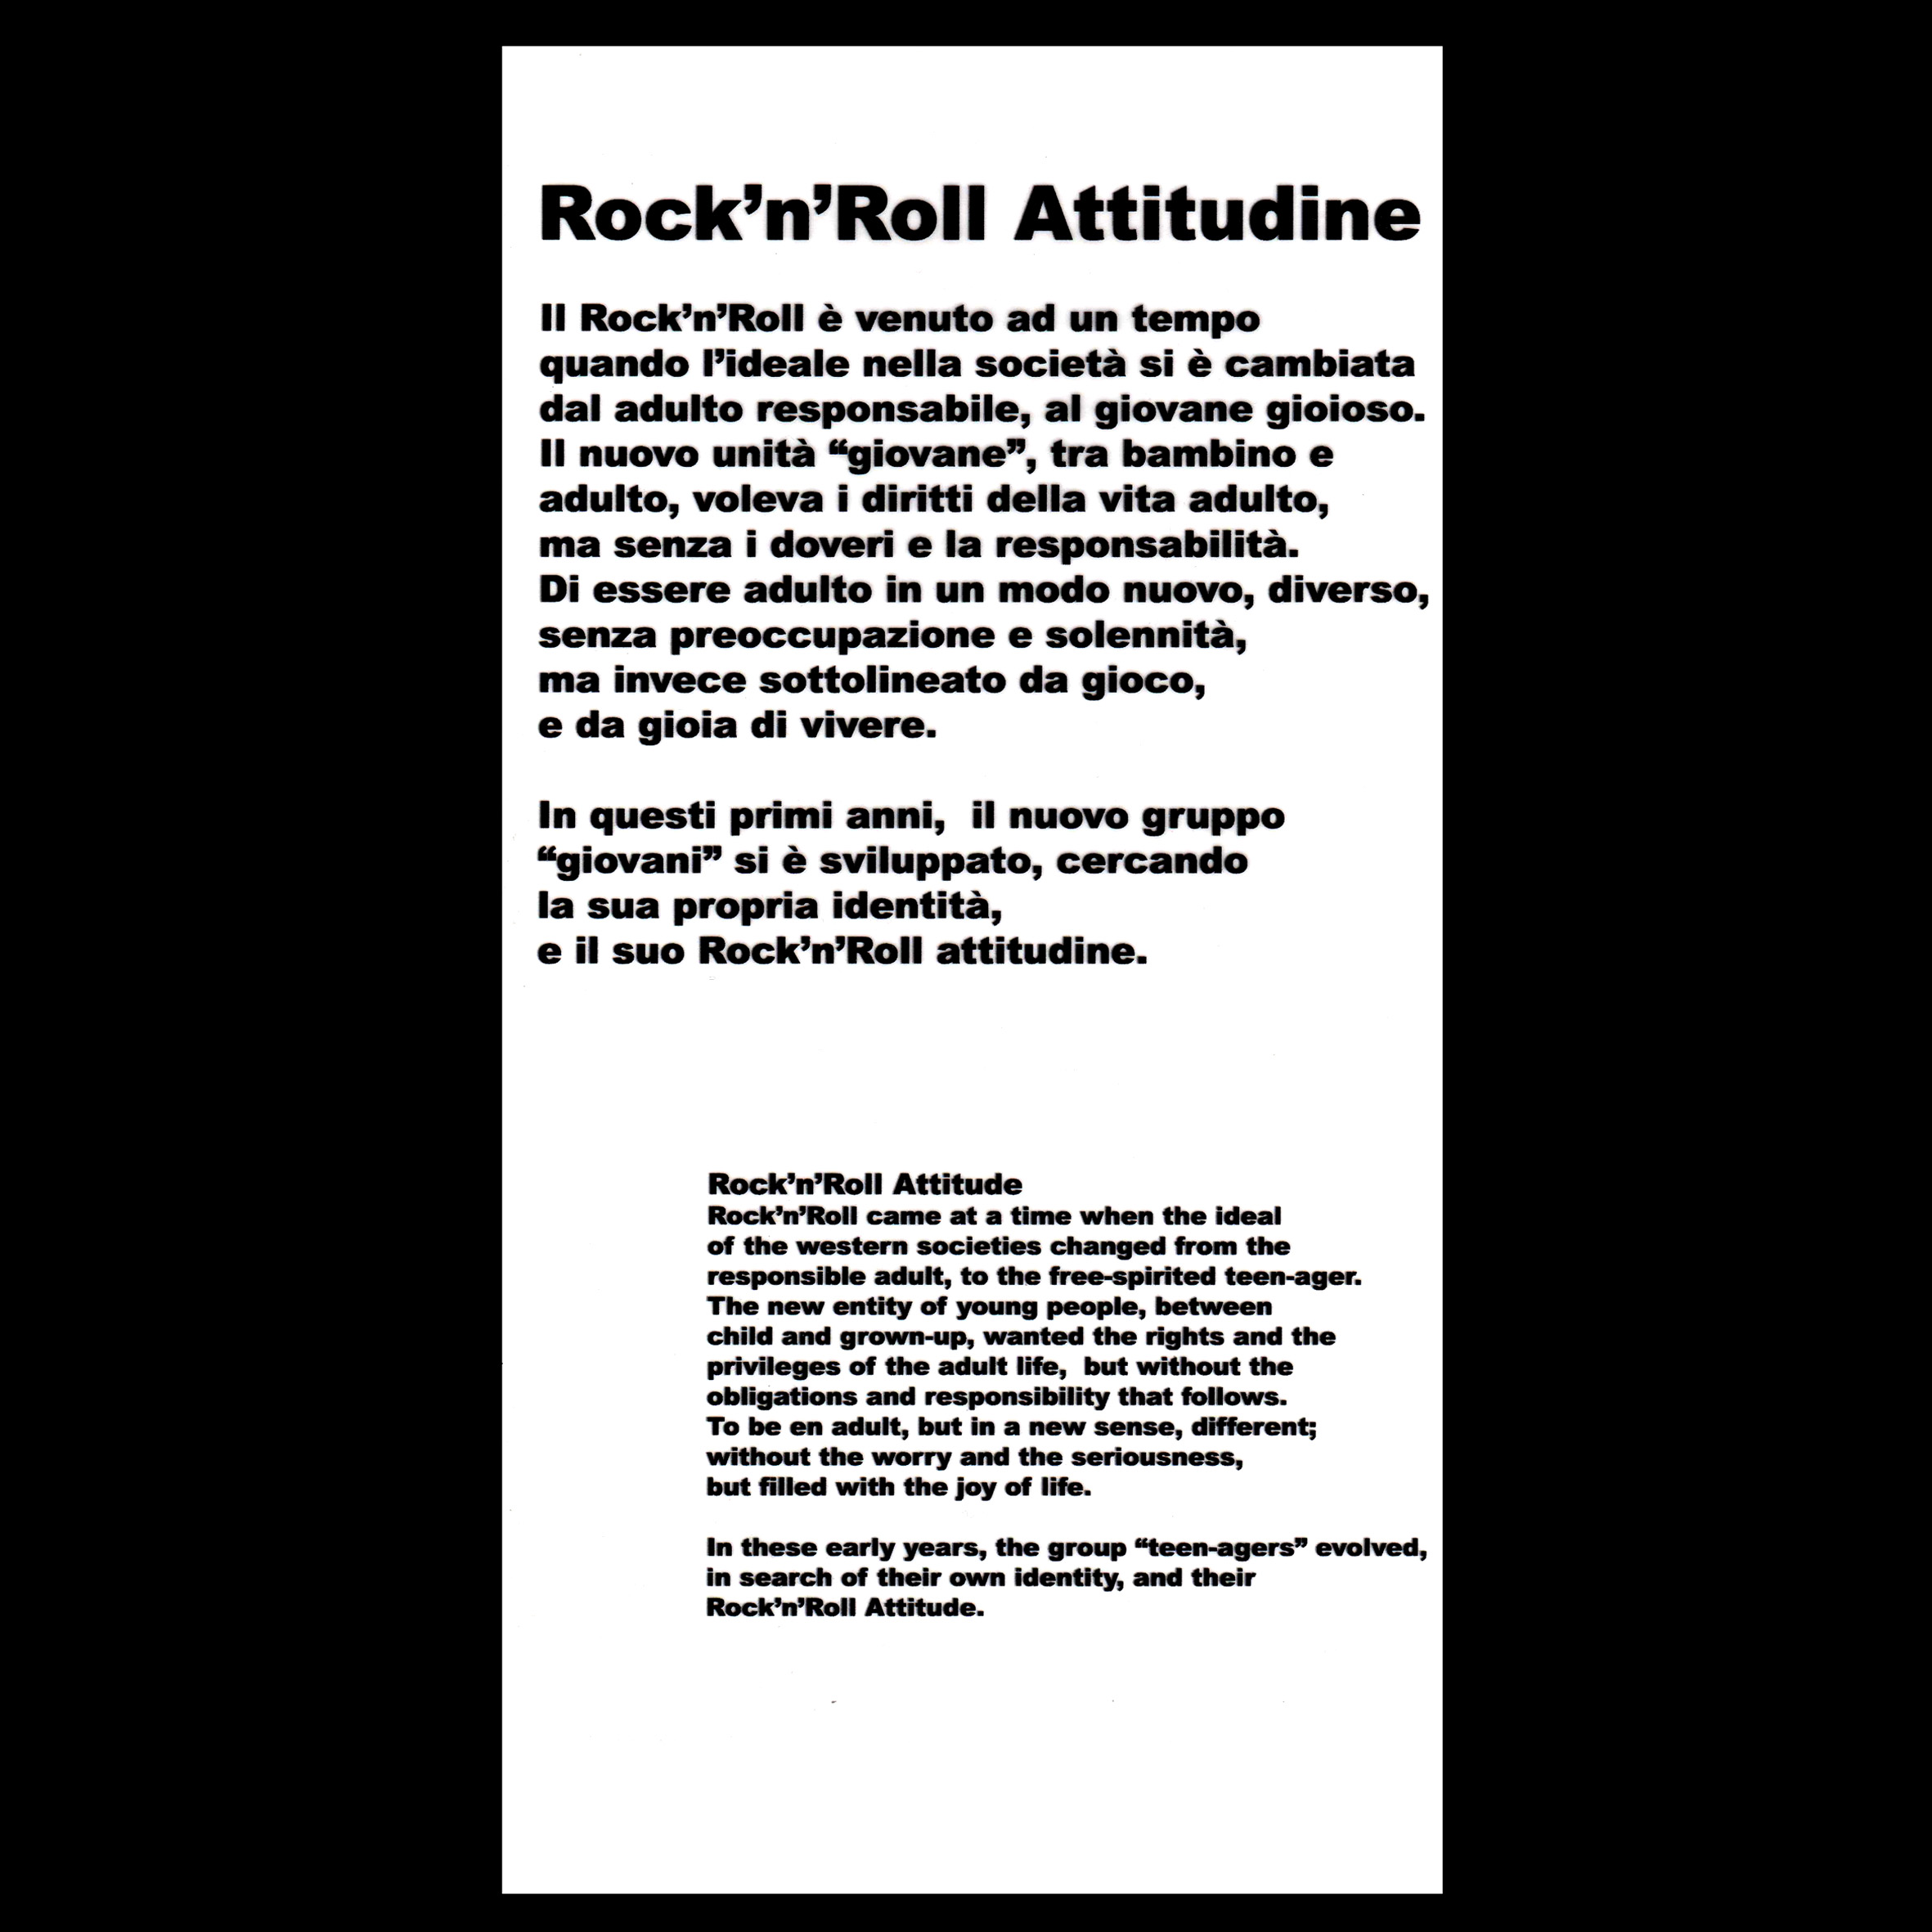 Rock’n’Roll Attitudine
Il Rock’n’Roll è venuto ad un tempo
quando l’ideale nella società si è cambiata
dal adulto responsabile, al giovane gioioso.
Il nuovo unità “giovane”, tra bambino e
adulto, voleva i diritti della vita adulto,
ma senza i doveri e la responsabilità.
Di essere adulto in un modo nuovo, diverso,
senza preoccupazione e solennità,
ma invece sottolineato da gioco,
e da gioia di vivere.
In questi primi anni,  il nuovo gruppo
“giovani” si è sviluppato, cercando
la sua propria identità,
e il suo Rock’n’Roll attitudine.
Rock’n’Roll Attitude
Rock’n’Roll came at a time when the ideal
of the western societies changed from the
responsible adult, to the free-spirited teen-ager.
The new entity of young people, between
child and grown-up, wanted the rights and the
privileges of the adult life,  but without the
obligations and responsibility that follows.
To be en adult, but in a new sense, different;
without the worry and the seriousness,
but filled with the joy of life.
In these early years, the group “teen-agers” evolved,
in search of their own identity, and their
Rock’n’Roll Attitude.